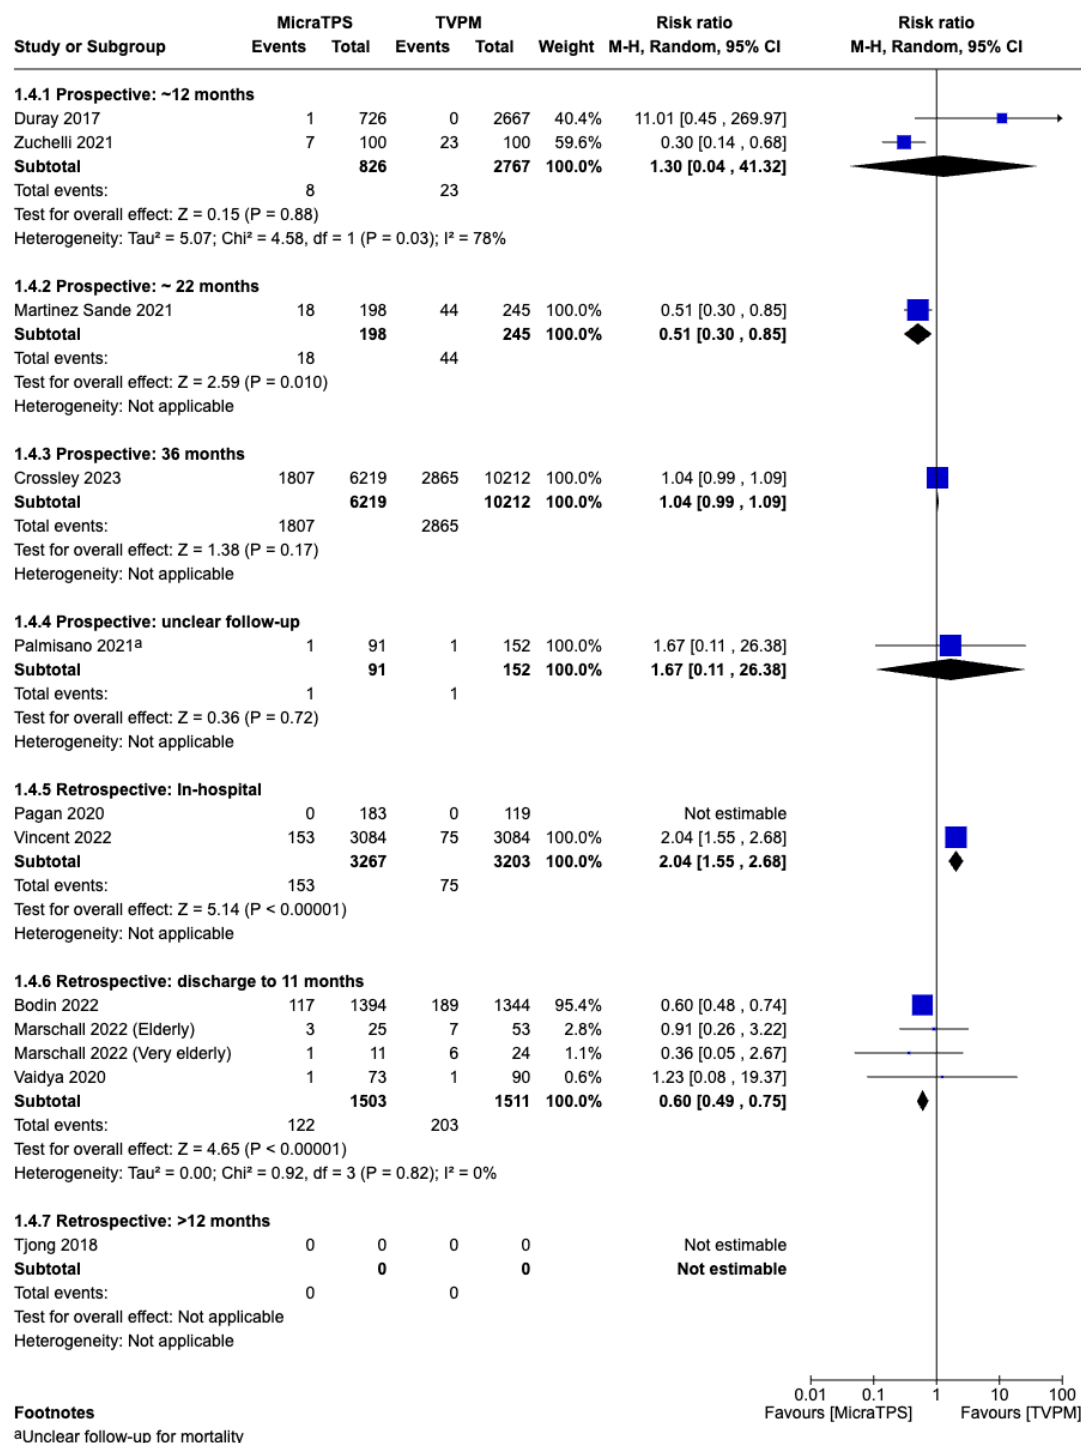 MicraTPS TVPM Risk ratio Risk ratio
Study or Subgroup Events Total Events Total Weight M-H, Random, 95% CI M-H, Random, 95% CI
1.4.1 Prospective: ~12 months
Duray 2017 1 726 0 2667 40.4% 11.01 [0.45 , 269.97]
Zuchelli 2021 7 100 23 100 59.6% 0.30 [0.14 , 0.68]
Subtotal 826 2767 100.0% 1.30 [0.04 , 41.32]
Total events: 8 23
Test for overall effect: Z = 0.15 (P = 0.88)
Heterogeneity: Tau² = 5.07; Chi² = 4.58, df = 1 (P = 0.03); I² = 78%
1.4.2 Prospective: ~ 22 months
Martinez Sande 2021 18 198 44 245 100.0% 0.51 [0.30 , 0.85]
Subtotal 198 245 100.0% 0.51 [0.30 , 0.85]
Total events: 18 44
Test for overall effect: Z = 2.59 (P = 0.010)
Heterogeneity: Not applicable
1.4.3 Prospective: 36 months
Crossley 2023 1807 6219 2865 10212 100.0% 1.04 [0.99 , 1.09]
Subtotal 6219 10212 100.0% 1.04 [0.99 , 1.09]
Total events: 1807 2865
Test for overall effect: Z = 1.38 (P = 0.17)
Heterogeneity: Not applicable
1.4.4 Prospective: unclear follow-up
Palmisano 2021ª 1 91 1 152 100.0% 1.67 [0.11 , 26.38]
Subtotal 91 152 100.0% 1.67 [0.11 , 26.38]
Total events: 1 1
Test for overall effect: Z = 0.36 (P = 0.72)
Heterogeneity: Not applicable
1.4.5 Retrospective: In-hospital
Pagan 2020 0 183 0 119 Not estimable
Vincent 2022 153 3084 75 3084 100.0% 2.04 [1.55 , 2.68]
Subtotal 3267 3203 100.0% 2.04 [1.55 , 2.68]
Total events: 153 75
Test for overall effect: Z = 5.14 (P < 0.00001)
Heterogeneity: Not applicable
1.4.6 Retrospective: discharge to 11 months
Bodin 2022 117 1394 189 1344 95.4% 0.60 [0.48 , 0.74]
Marschall 2022 (Elderly) 3 25 7 53 2.8% 0.91 [0.26 , 3.22]
Marschall 2022 (Very elderly) 1 11 6 24 1.1% 0.36 [0.05 , 2.67]
Vaidya 2020 1 73 1 90 0.6% 1.23 [0.08 , 19.37]
Subtotal 1503 1511 100.0% 0.60 [0.49 , 0.75]
Total events: 122 203
Test for overall effect: Z = 4.65 (P < 0.00001)
Heterogeneity: Tau² = 0.00; Chi² = 0.92, df = 3 (P = 0.82); I² = 0%
1.4.7 Retrospective: >12 months
Tjong 2018 0 0 0 0 Not estimable
Subtotal 0 0 Not estimable
Total events: 0 0
Test for overall effect: Not applicable
Heterogeneity: Not applicable
0.01 0.1 1 10 100
Favours [MicraTPS] Favours [TVPM]
Footnotes
ªUnclear follow-up for mortality